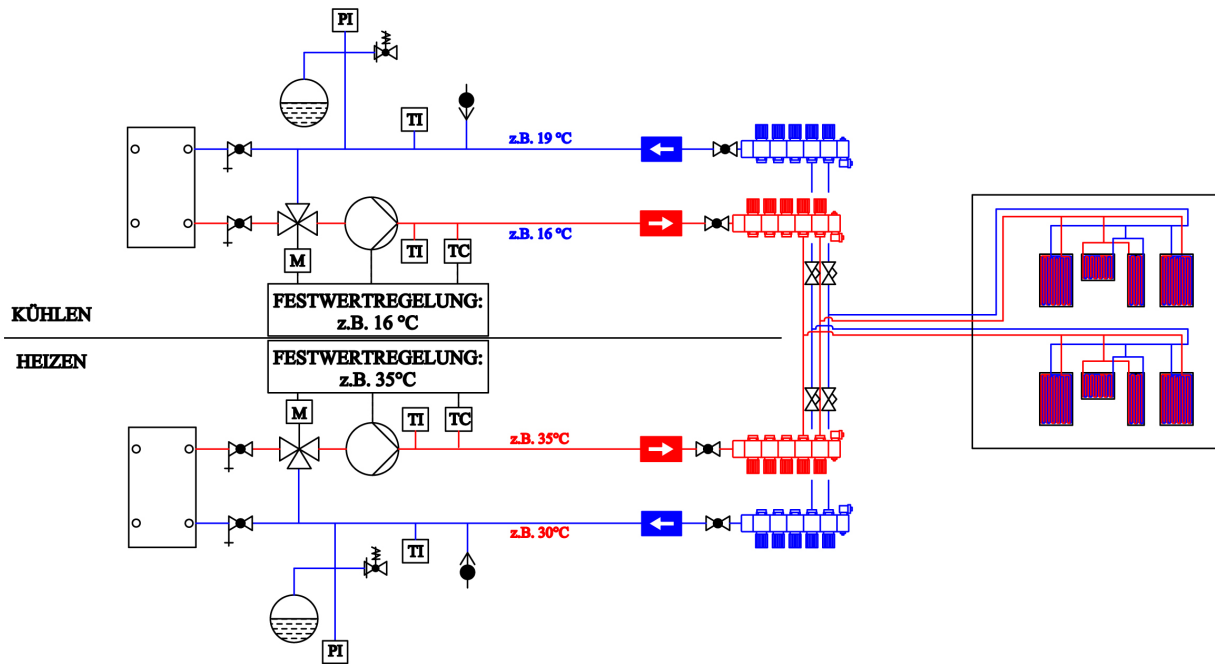 PI
TI
z.B. 19 °C
z.B. 16 °C
M
TI
TC
FESTWERTREGELUNG:
z.B. 16 °C
KÜHLEN
HEIZEN
FESTWERTREGELUNG:
z.B. 35°C
M
TI
TC
z.B. 35°C
TI
z.B. 30°C
PI